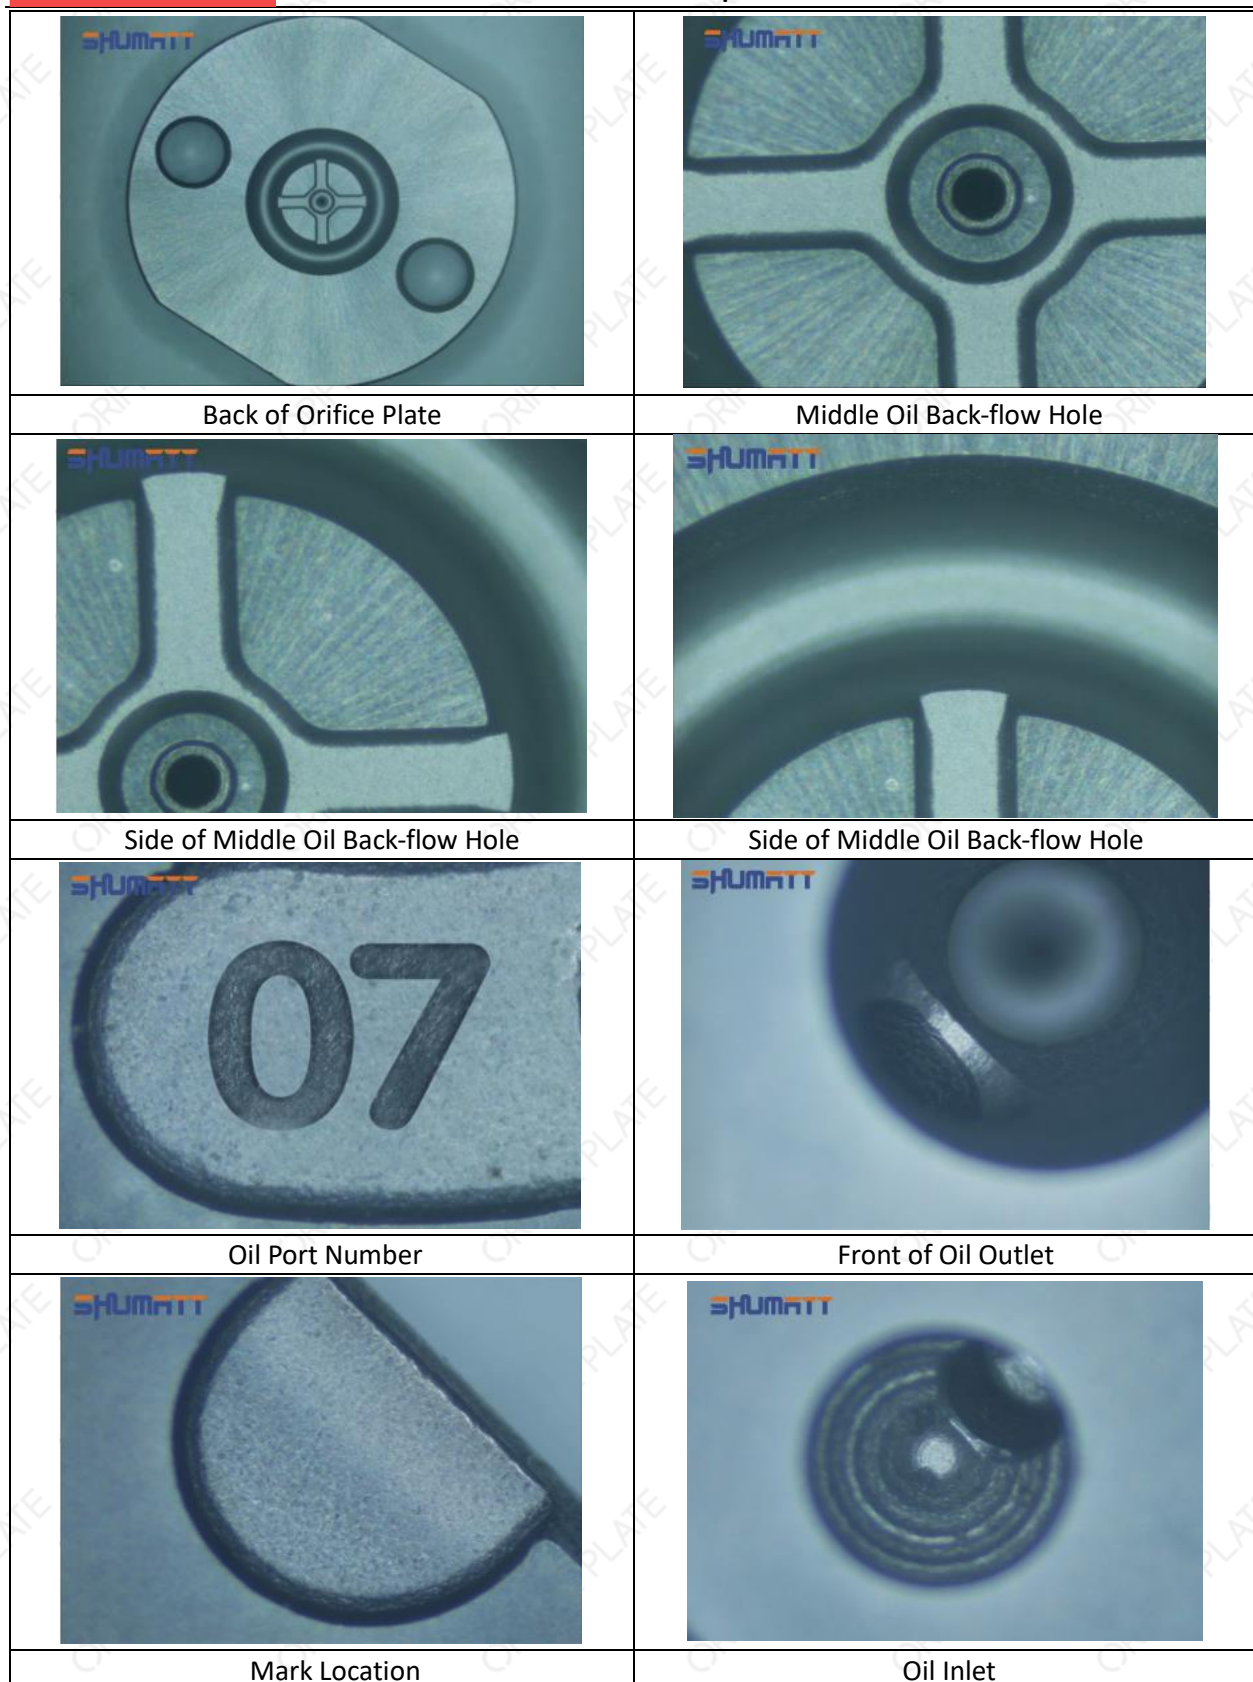 SHUMATT
SHUMATT
Back of Orifice Plate
Middle Oil Back-flow Hole
SHUMATT
SHUMATT
Side of Middle Oil Back-flow Hole
Side of Middle Oil Back-flow Hole
SHUMATT
SHUMATT
07
Oil Port Number
Front of Oil Outlet
SHUMATT
SHUMATT
Mark Location
Oil Inlet